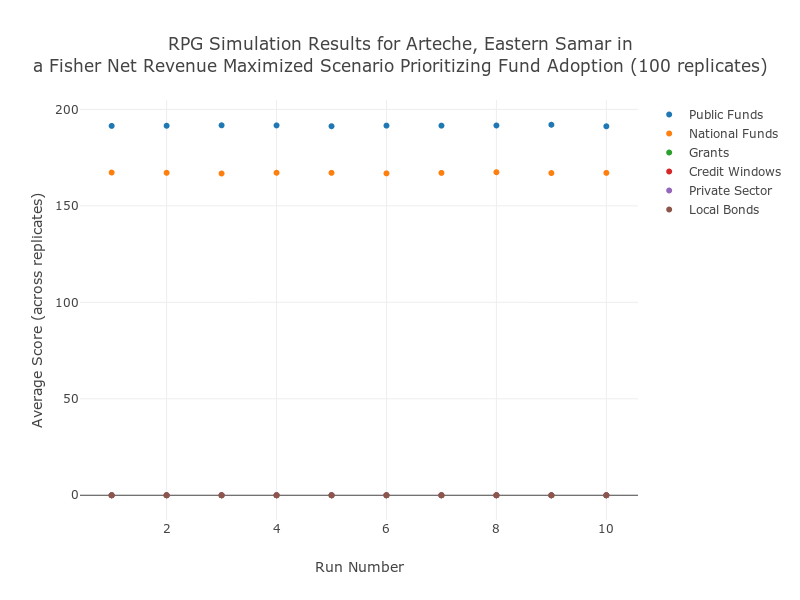 RPG Simulation Results for Arteche, Eastern Samar in
a Fisher Net Revenue Maximized Scenario Prioritizing Fund Adoption (100 replicates)
Average Score (across replicates)
200
150
100
50
0
2
4
6
8
10
Run Number
Public Funds
National Funds
Grants
Credit Windows
Private Sector
Local Bonds